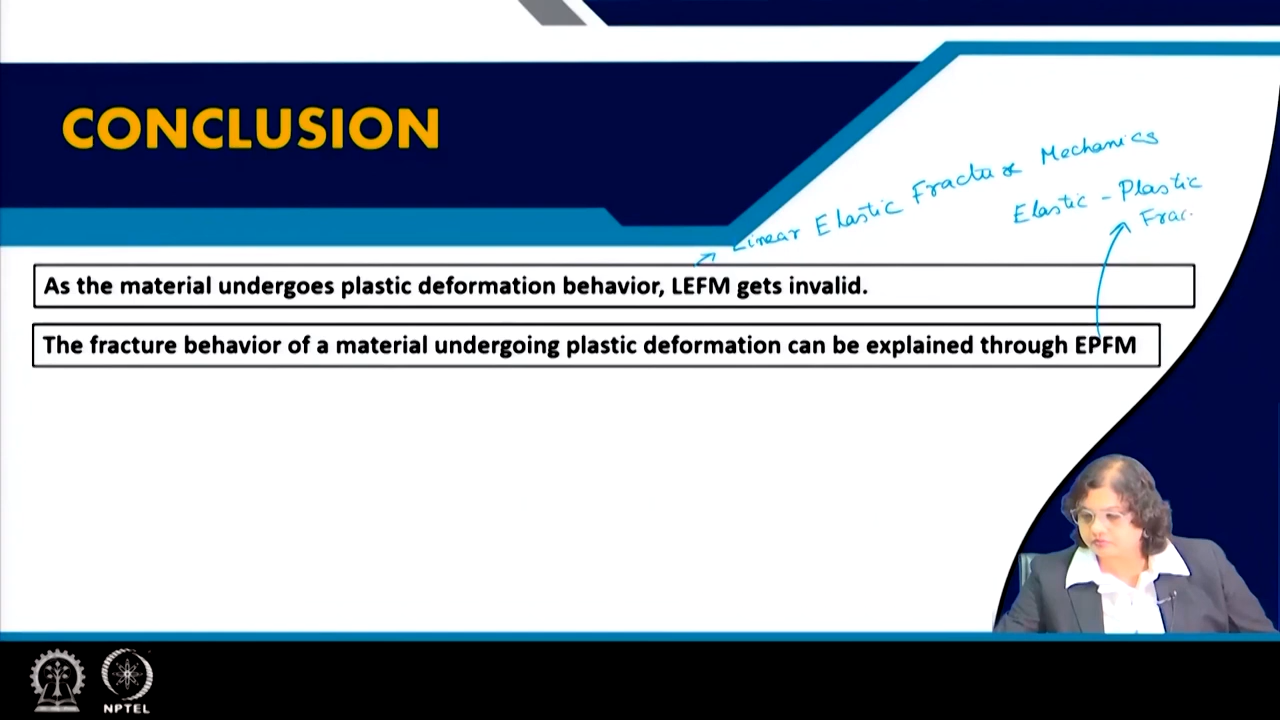 CONCLUSION
Linear Elastic Fracture Mechanics
Elastic - Plastic
Frac.
As the material undergoes plastic deformation behavior, LEFM gets invalid.
The fracture behavior of a material undergoing plastic deformation can be explained through EPFM
NPTEL